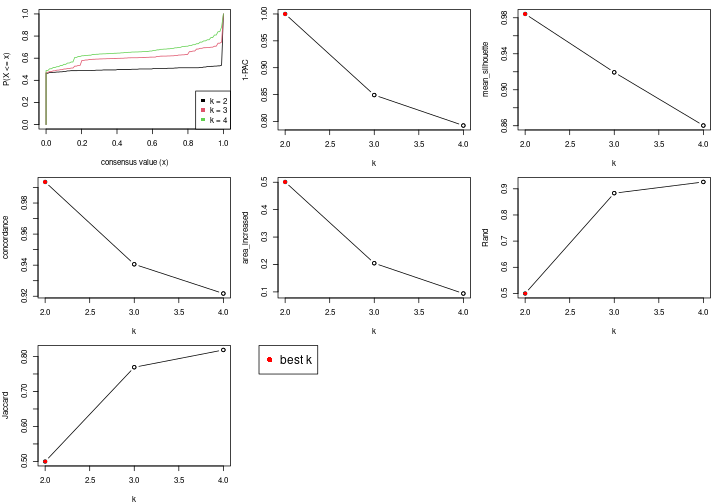 P(X <= x)
0.0 0.2 0.4 0.6 0.8 1.0
0.0 0.2 0.4 0.6 0.8 1.0
consensus value (x)
k = 2
k = 3
k = 4
1-PAC
0.80 0.85 0.90 0.95 1.00
2.0 2.5 3.0 3.5 4.0
k
mean_silhouette
0.86 0.90 0.94 0.98
2.0 2.5 3.0 3.5 4.0
k
concordance
0.92 0.94 0.96 0.98
2.0 2.5 3.0 3.5 4.0
k
area_increased
0.1 0.2 0.3 0.4 0.5
2.0 2.5 3.0 3.5 4.0
k
Rand
0.5 0.6 0.7 0.8 0.9
2.0 2.5 3.0 3.5 4.0
k
Jaccard
0.50 0.60 0.70 0.80
2.0 2.5 3.0 3.5 4.0
k
best k